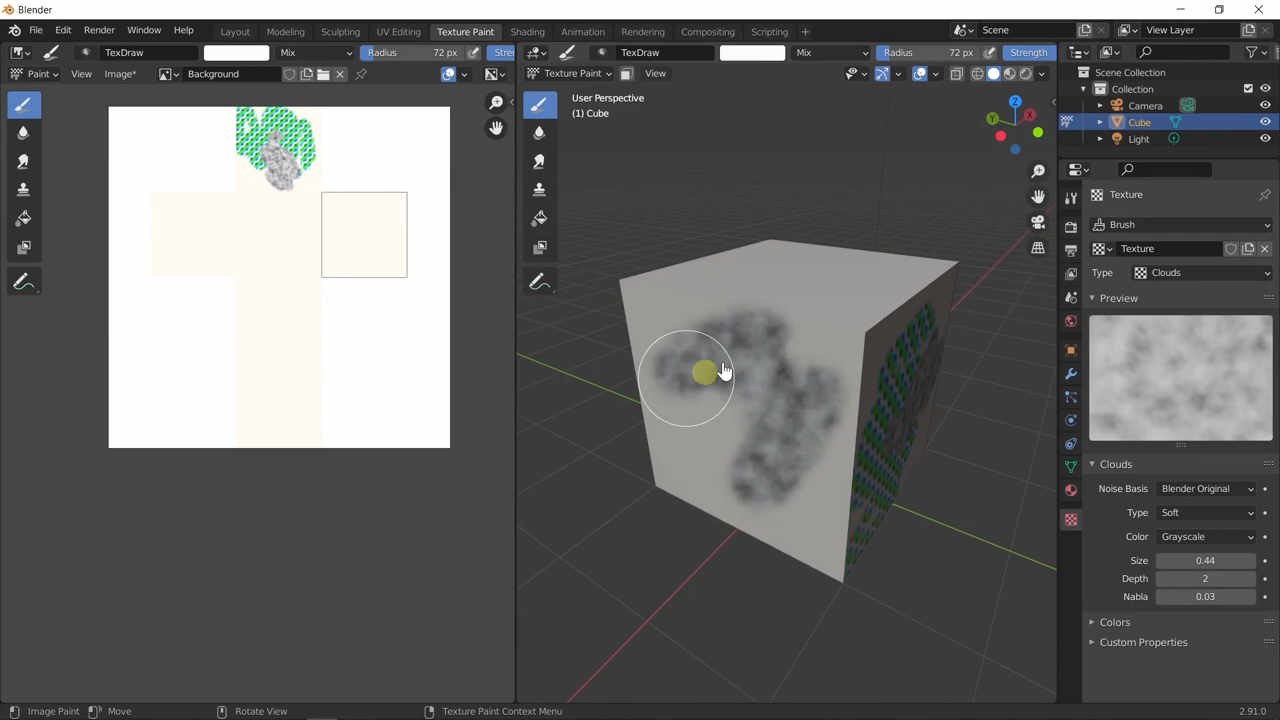 Blender
File Edit Render Window Help Layout Modeling Sculpting UV Editing Texture Paint Shading Animation Rendering Compositing Scripting Scene View Layer
TexDraw Mix Radius 72 px Stren TexDraw Mix Radius 72 px Strength
Paint View Image* Background Texture Paint View
Scene Collection
Collection
Camera
Cube
Light
User Perspective
(1) Cube
Z
Y
X
Texture
Brush
Texture
Type Clouds
Preview
Clouds
Noise Basis Blender Original
Type Soft
Color Grayscale
Size 0.44
Depth 2
Nabla 0.03
Colors
Custom Properties
Image Paint Move Rotate View Texture Paint Context Menu 2.91.0